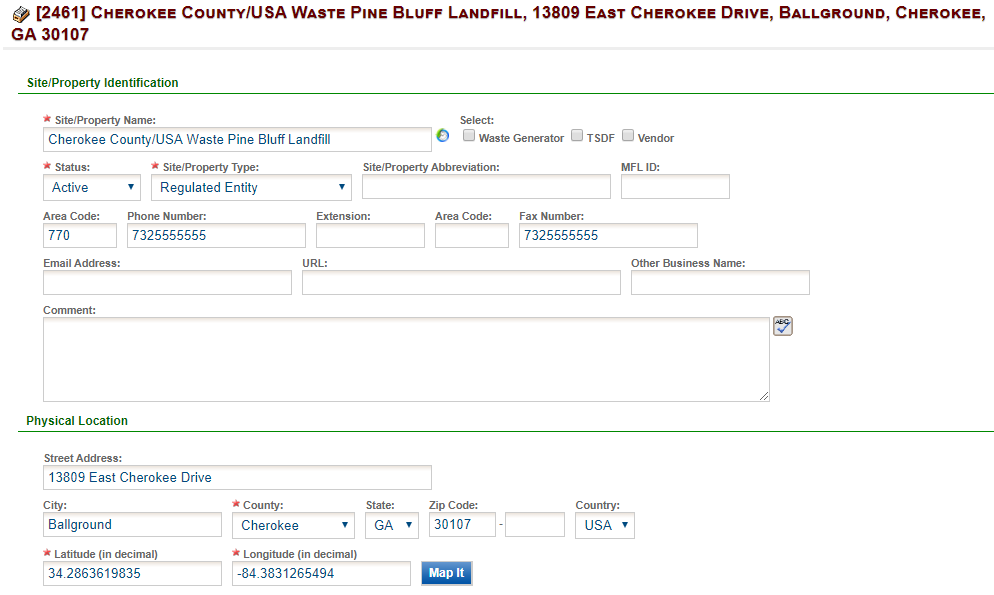 [2461] Cherokee County/USA Waste Pine Bluff Landfill, 13809 East Cherokee Drive, Ballground, Cherokee,
GA 30107
Site/Property Identification
* Site/Property Name: Select:
Cherokee County/USA Waste Pine Bluff Landfill Waste Generator TSDF Vendor
* Status: * Site/Property Type: Site/Property Abbreviation: MFL ID:
Active Regulated Entity
Area Code: Phone Number: Extension: Area Code: Fax Number:
770 7325555555 7325555555
Email Address: URL: Other Business Name:
Comment:
ABC
Physical Location
Street Address:
13809 East Cherokee Drive
City: * County: State: Zip Code: Country:
Ballground Cherokee GA 30107 - USA
* Latitude (in decimal) * Longitude (in decimal)
34.2863619835 -84.3831265494 Map It